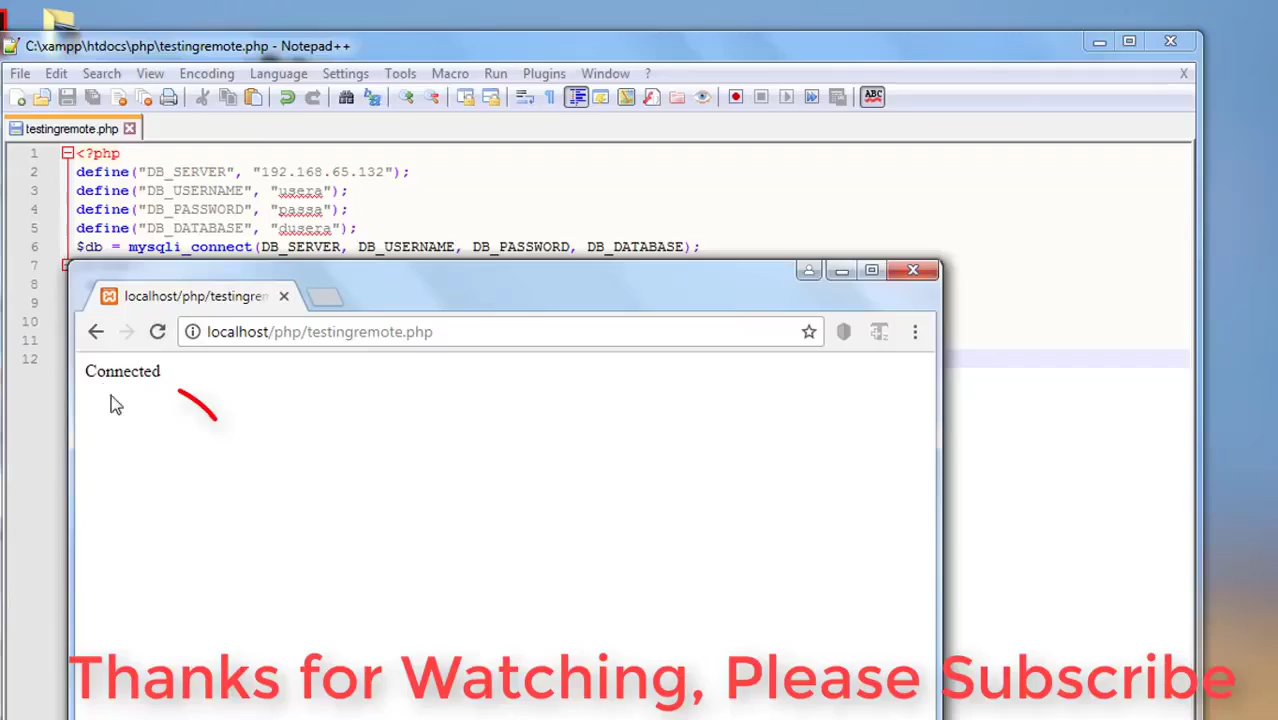 C:\xampp\htdocs\php\testingremote.php - Notepad++
File Edit Search View Encoding Language Settings Tools Macro Run Plugins Window ? X
ABC
testingremote.php
1 <?php
2 define("DB_SERVER", "192.168.65.132");
3 define("DB_USERNAME", "usera");
4 define("DB_PASSWORD", "passa");
5 define("DB_DATABASE", "dusera");
6 $db = mysqli_connect(DB_SERVER, DB_USERNAME, DB_PASSWORD, DB_DATABASE);
7
8
9
10
11
12
localhost/php/testingrem
localhost/php/testingremote.php
Connected
Thanks for Watching, Please Subscribe